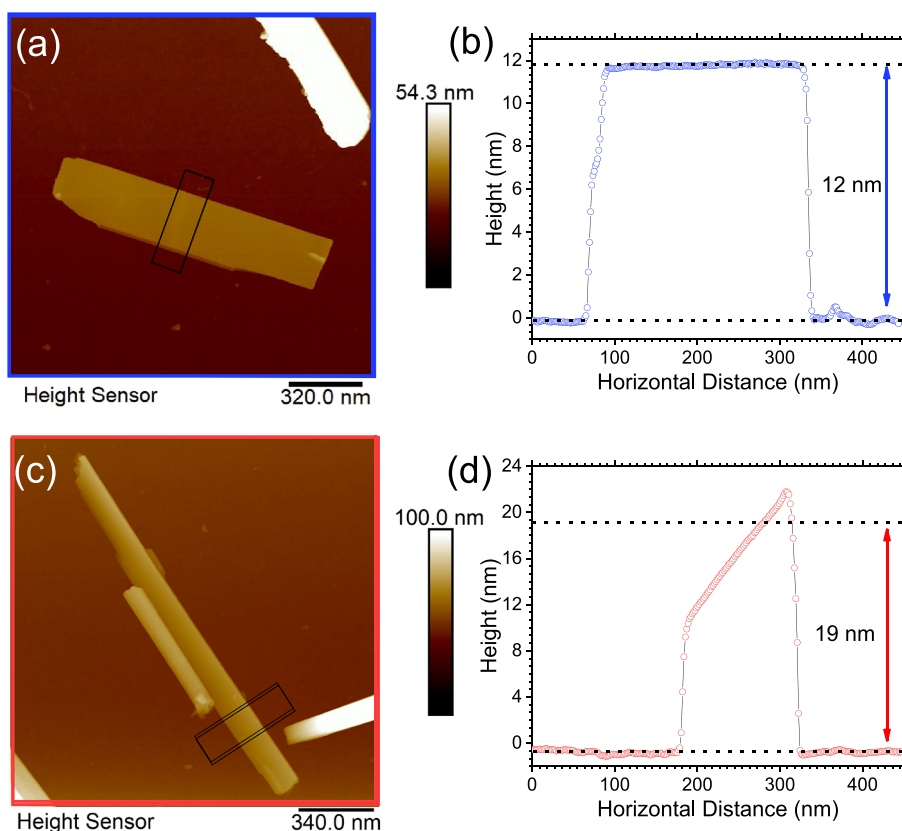 (a)
54.3 nm
Height Sensor
320.0 nm
(b)
12
10
8
6
4
2
0
Height (nm)
12 nm
0
100
200
300
400
Horizontal Distance (nm)
(c)
100.0 nm
Height Sensor
340.0 nm
(d)
24
20
16
12
8
4
0
Height (nm)
19 nm
0
100
200
300
400
Horizontal Distance (nm)